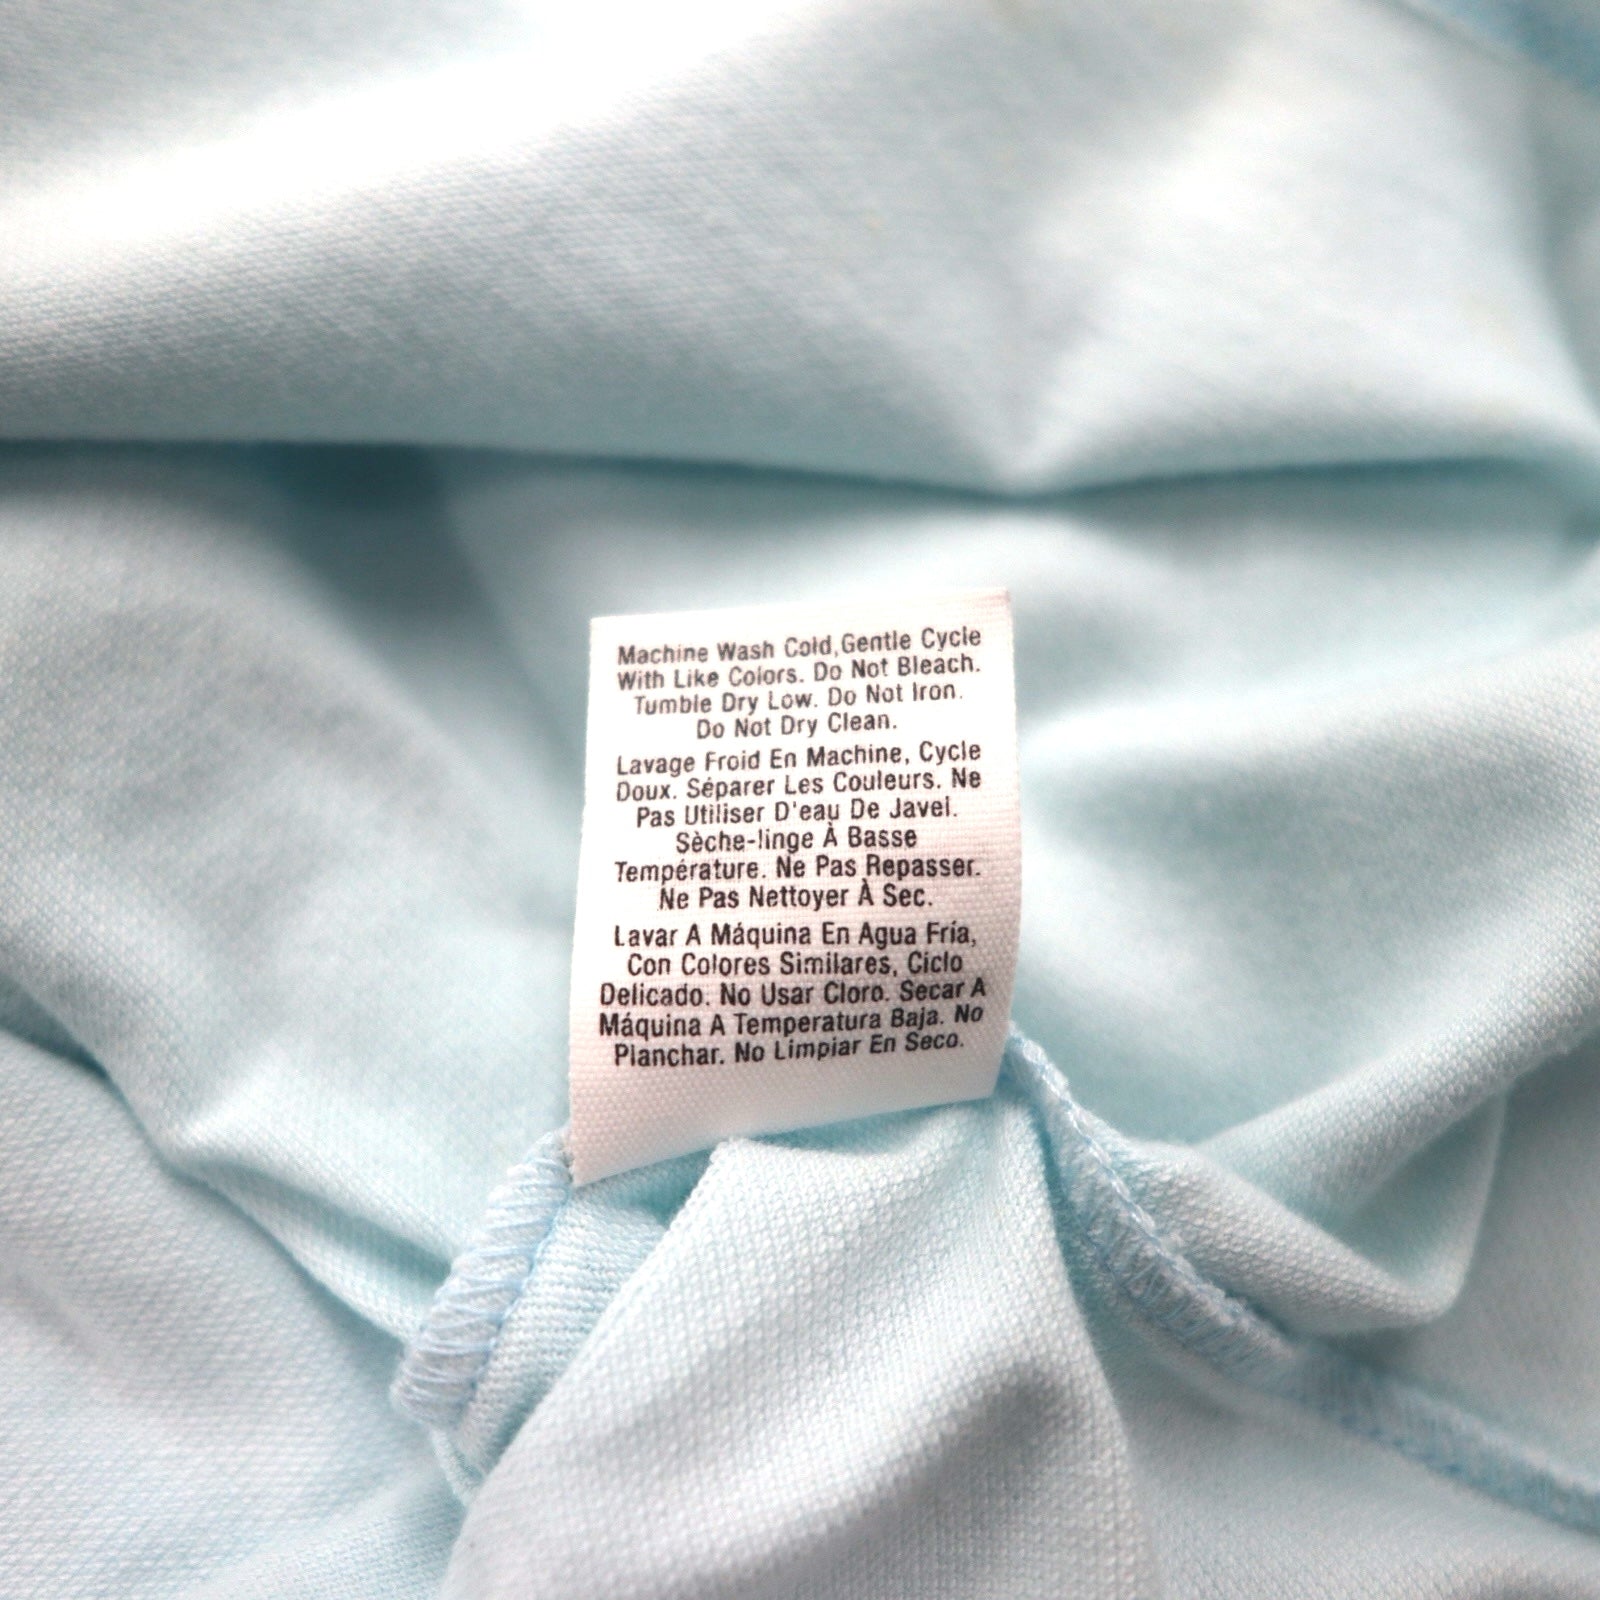 Machine Wash Cold,Gentle Cycle
With Like Colors. Do Not Bleach.
Tumble Dry Low. Do Not Iron.
Do Not Dry Clean.
Lavage Froid En Machine, Cycle
Doux. Séparer Les Couleurs. Ne
Pas Utiliser D'eau De Javel.
Sèche-linge À Basse
Température. Ne Pas Repasser.
Ne Pas Nettoyer À Sec.
Lavar A Máquina En Agua Fría,
Con Colores Similares, Ciclo
Delicado. No Usar Cloro. Secar A
Máquina A Temperatura Baja. No
Planchar. No Limpiar En Seco.